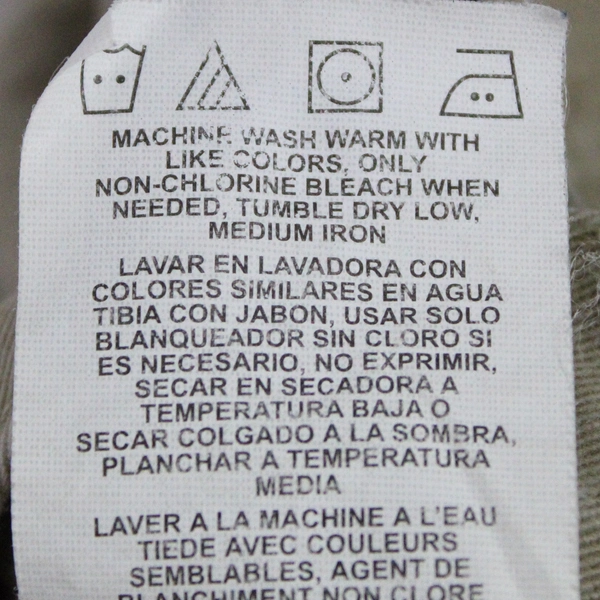 MACHINE WASH WARM WITH
LIKE COLORS, ONLY
NON-CHLORINE BLEACH WHEN
NEEDED, TUMBLE DRY LOW,
MEDIUM IRON
LAVAR EN LAVADORA CON
COLORES SIMILARES EN AGUA
TIBIA CON JABON, USAR SOLO
BLANQUEADOR SIN CLORO SI
ES NECESARIO, NO EXPRIMIR,
SECAR EN SECADORA A
TEMPERATURA BAJA O
SECAR COLGADO A LA SOMBRA,
PLANCHAR A TEMPERATURA
MEDIA
LAVER A LA MACHINE A L'EAU
TIEDE AVEC COULEURS
SEMBLABLES, AGENT DE
BLANCHIMENT NON CLORE